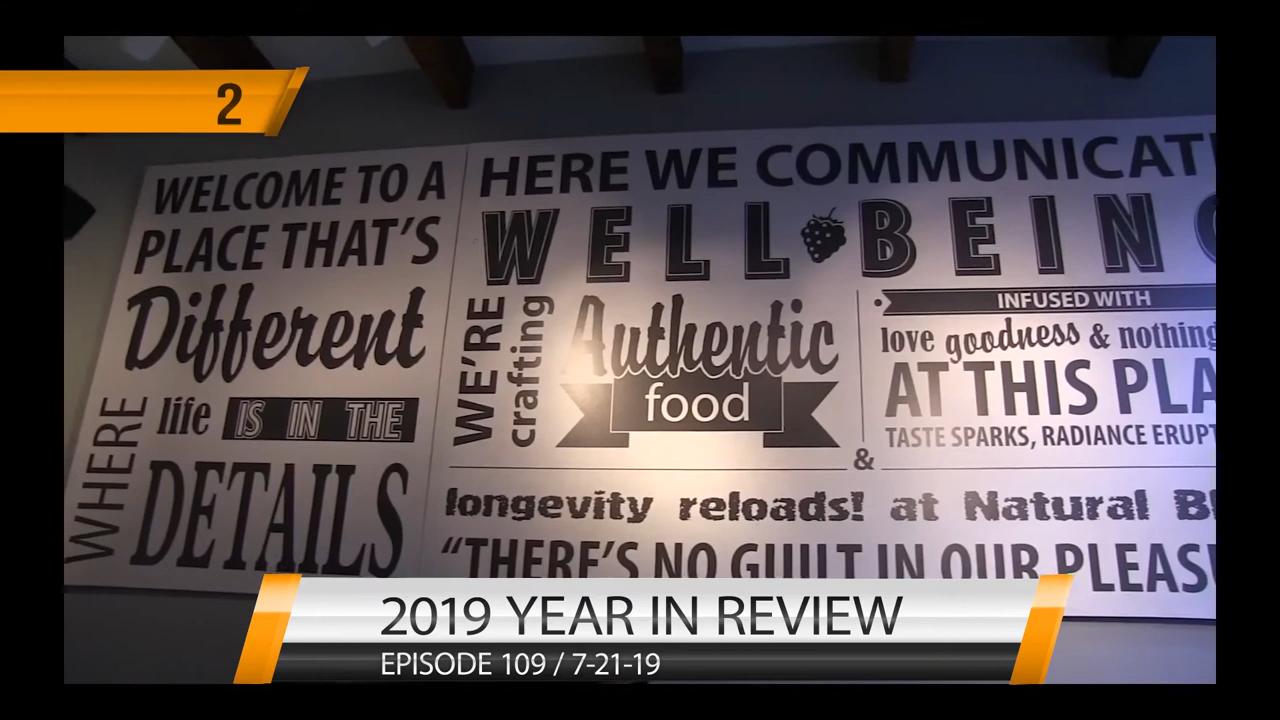 2
WELCOME TO A
PLACE THAT'S
Different
WHERE
life IS IN THE
DETAILS
HERE WE COMMUNICAT
WELL BEING
WE'RE
crafting
Authentic
food
INFUSED WITH
love goodness & nothing
AT THIS PLA
TASTE SPARKS, RADIANCE ERUPT
&
longevity reloads! at Natural Bl
"THERE'S NO GUILT IN OUR PLEAS
2019 YEAR IN REVIEW
EPISODE 109 / 7-21-19